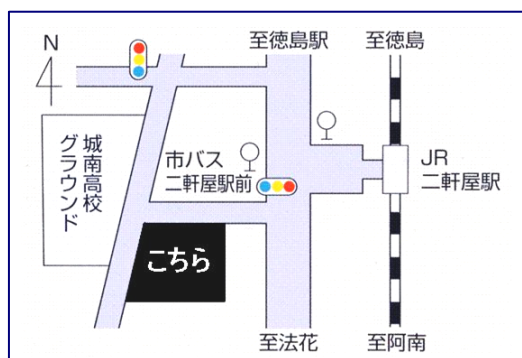 N
至徳島駅
至徳島
城南高校
グラウンド
市バス
二軒屋駅前
JR
二軒屋駅
こちら
至法花
至阿南